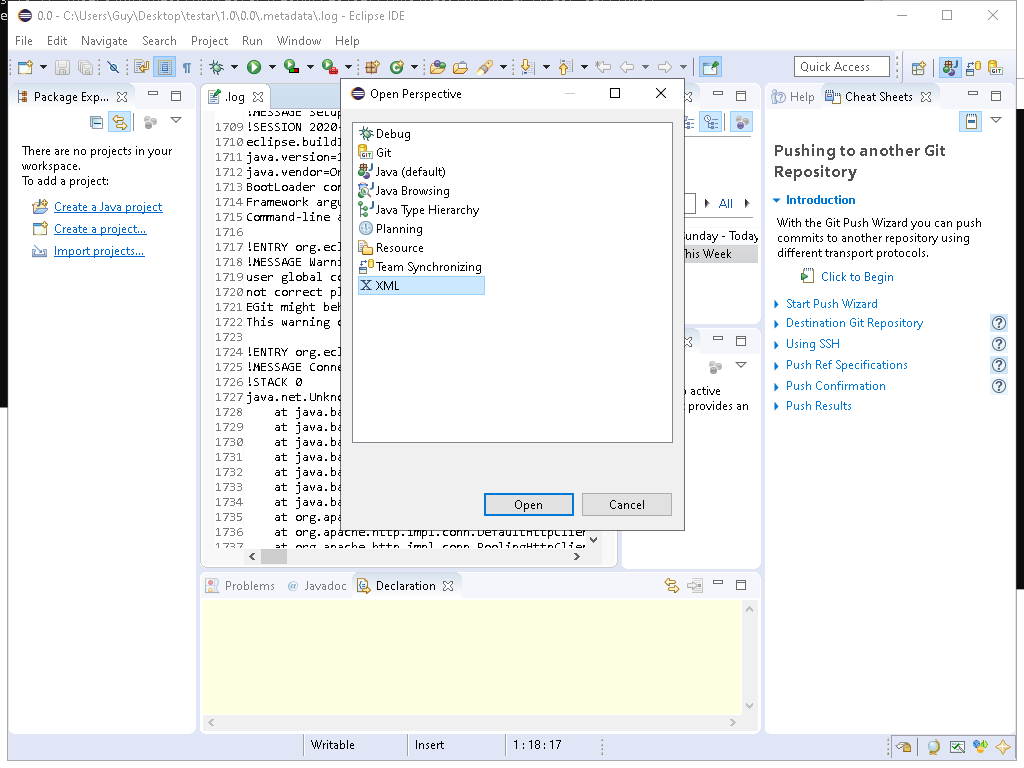 0.0 - C:\Users\Guy\Desktop\testar\1.0\0.0\.metadata\.log - Eclipse IDE
File Edit Navigate Search Project Run Window Help
Quick Access
Package Exp...
There are no projects in your
workspace.
To add a project:
Create a Java project
Create a project...
Import projects...
.log
!MESSAGE Setup
1709 !SESSION 2020-
1710 eclipse.buildI
1711 java.version=1
1712 java.vendor=Or
1713 BootLoader con
1714 Framework argu
1715 Command-line a
1716
1717 !ENTRY org.ecl
1718 !MESSAGE Warni
1719 user global co
1720 not correct pl
1721 EGit might beh
1722 This warning c
1723
1724 !ENTRY org.ecl
1725 !MESSAGE Conne
1726 !STACK 0
1727 java.net.Unkno
1728 at java.ba
1729 at java.ba
1730 at java.ba
1731 at java.ba
1732 at java.ba
1733 at java.ba
1734 at java.ba
1735 at org.apa
1736 at org.apache.http.impl.conn.DefaultHttpClien
1737 at org.apache.http.impl.conn.PoolingHttpClien
Open Perspective
Debug
Git
Java (default)
Java Browsing
Java Type Hierarchy
Planning
Resource
Team Synchronizing
XML
Open
Cancel
All
Sunday - Today
This Week
active
provides an
Help
Cheat Sheets
Pushing to another Git
Repository
Introduction
With the Git Push Wizard you can push
commits to another repository using
different transport protocols.
Click to Begin
Start Push Wizard
Destination Git Repository
Using SSH
Push Ref Specifications
Push Confirmation
Push Results
Problems
@ Javadoc
Declaration
Writable
Insert
1 : 18 : 17